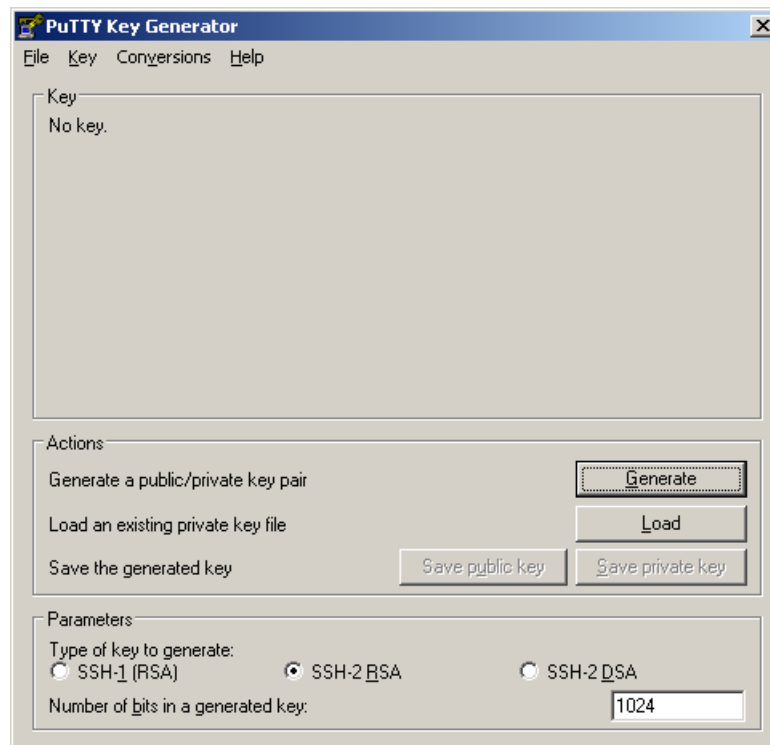 PuTTY Key Generator
File Key Conversions Help
Key
No key.
Actions
Generate a public/private key pair
Generate
Load an existing private key file
Load
Save the generated key
Save public key
Save private key
Parameters
Type of key to generate:
SSH-1 (RSA)
SSH-2 RSA
SSH-2 DSA
Number of bits in a generated key:
1024